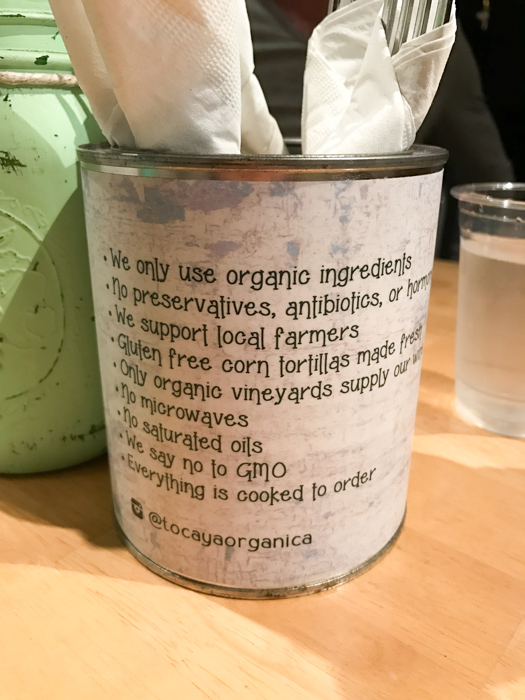 • We only use organic ingredients
• No preservatives, antibiotics, or
• We support local farmers
• Gluten free corn tortillas made fresh
• Only organic vineyards supply our
• No microwaves
• No saturated oils
• We say no to GMO
• Everything is cooked to order
@tocayaorganica